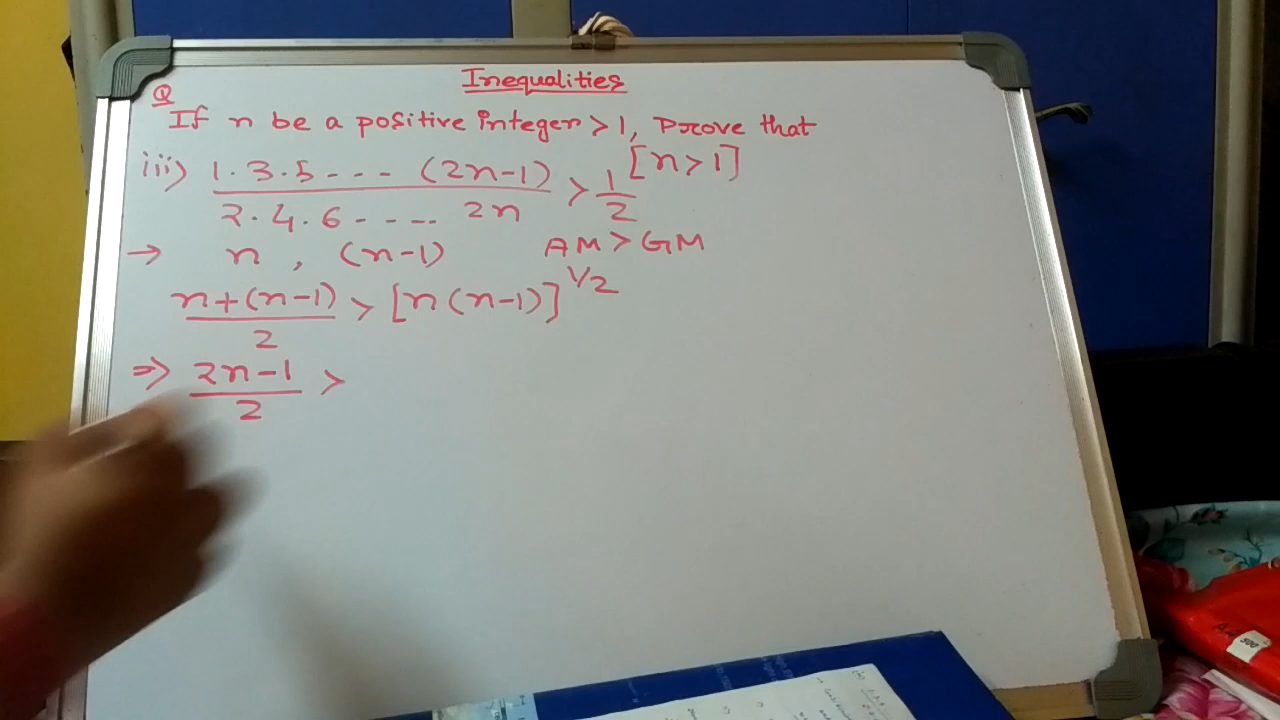 Inequalities
Q
If n be a positive integer > 1, Prove that
iii) 1.3.5--- (2n-1) / 2.4.6---- 2n > 1/2 [n>1]
→ n, (n-1) AM > GM
n+(n-1) / 2 > [n(n-1)]^1/2
⇒ 2n-1 / 2 >